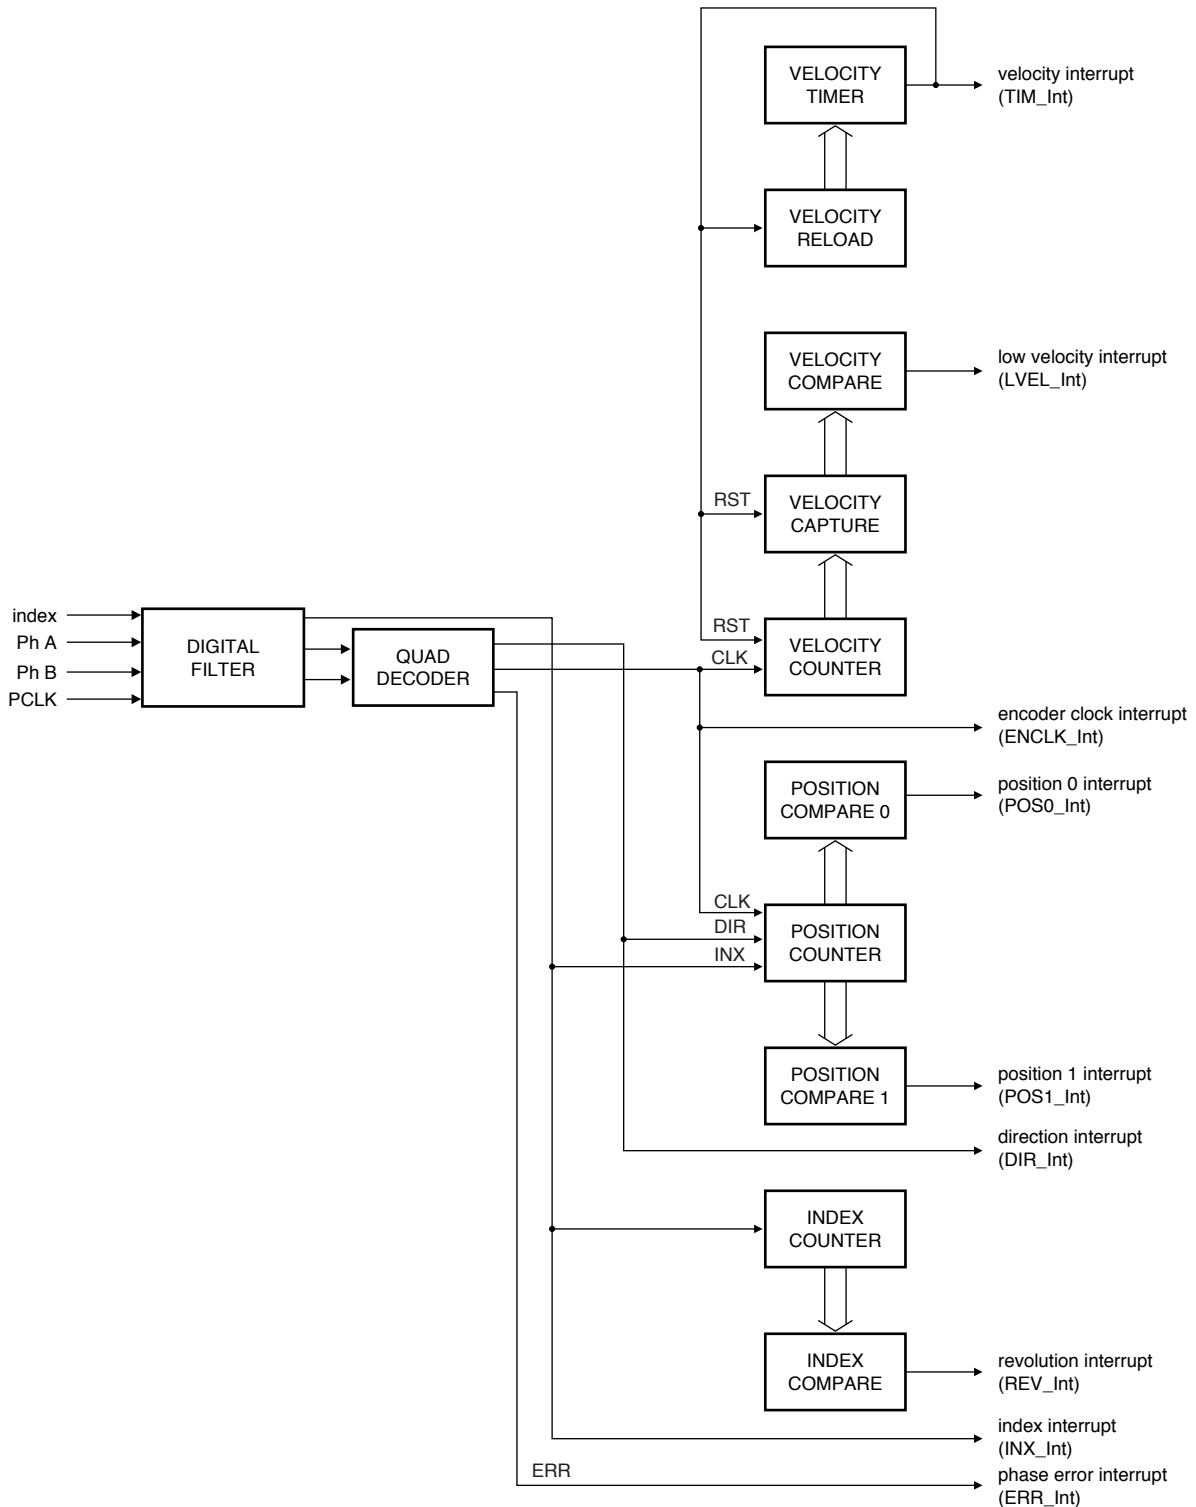 VELOCITY
TIMER
velocity interrupt
(TIM_Int)
VELOCITY
RELOAD
VELOCITY
COMPARE
low velocity interrupt
(LVEL_Int)
RST
VELOCITY
CAPTURE
index
Ph A
Ph B
PCLK
DIGITAL
FILTER
QUAD
DECODER
RST
CLK
VELOCITY
COUNTER
encoder clock interrupt
(ENCLK_Int)
POSITION
COMPARE 0
position 0 interrupt
(POS0_Int)
CLK
DIR
INX
POSITION
COUNTER
POSITION
COMPARE 1
position 1 interrupt
(POS1_Int)
direction interrupt
(DIR_Int)
INDEX
COUNTER
INDEX
COMPARE
revolution interrupt
(REV_Int)
index interrupt
(INX_Int)
ERR
phase error interrupt
(ERR_Int)